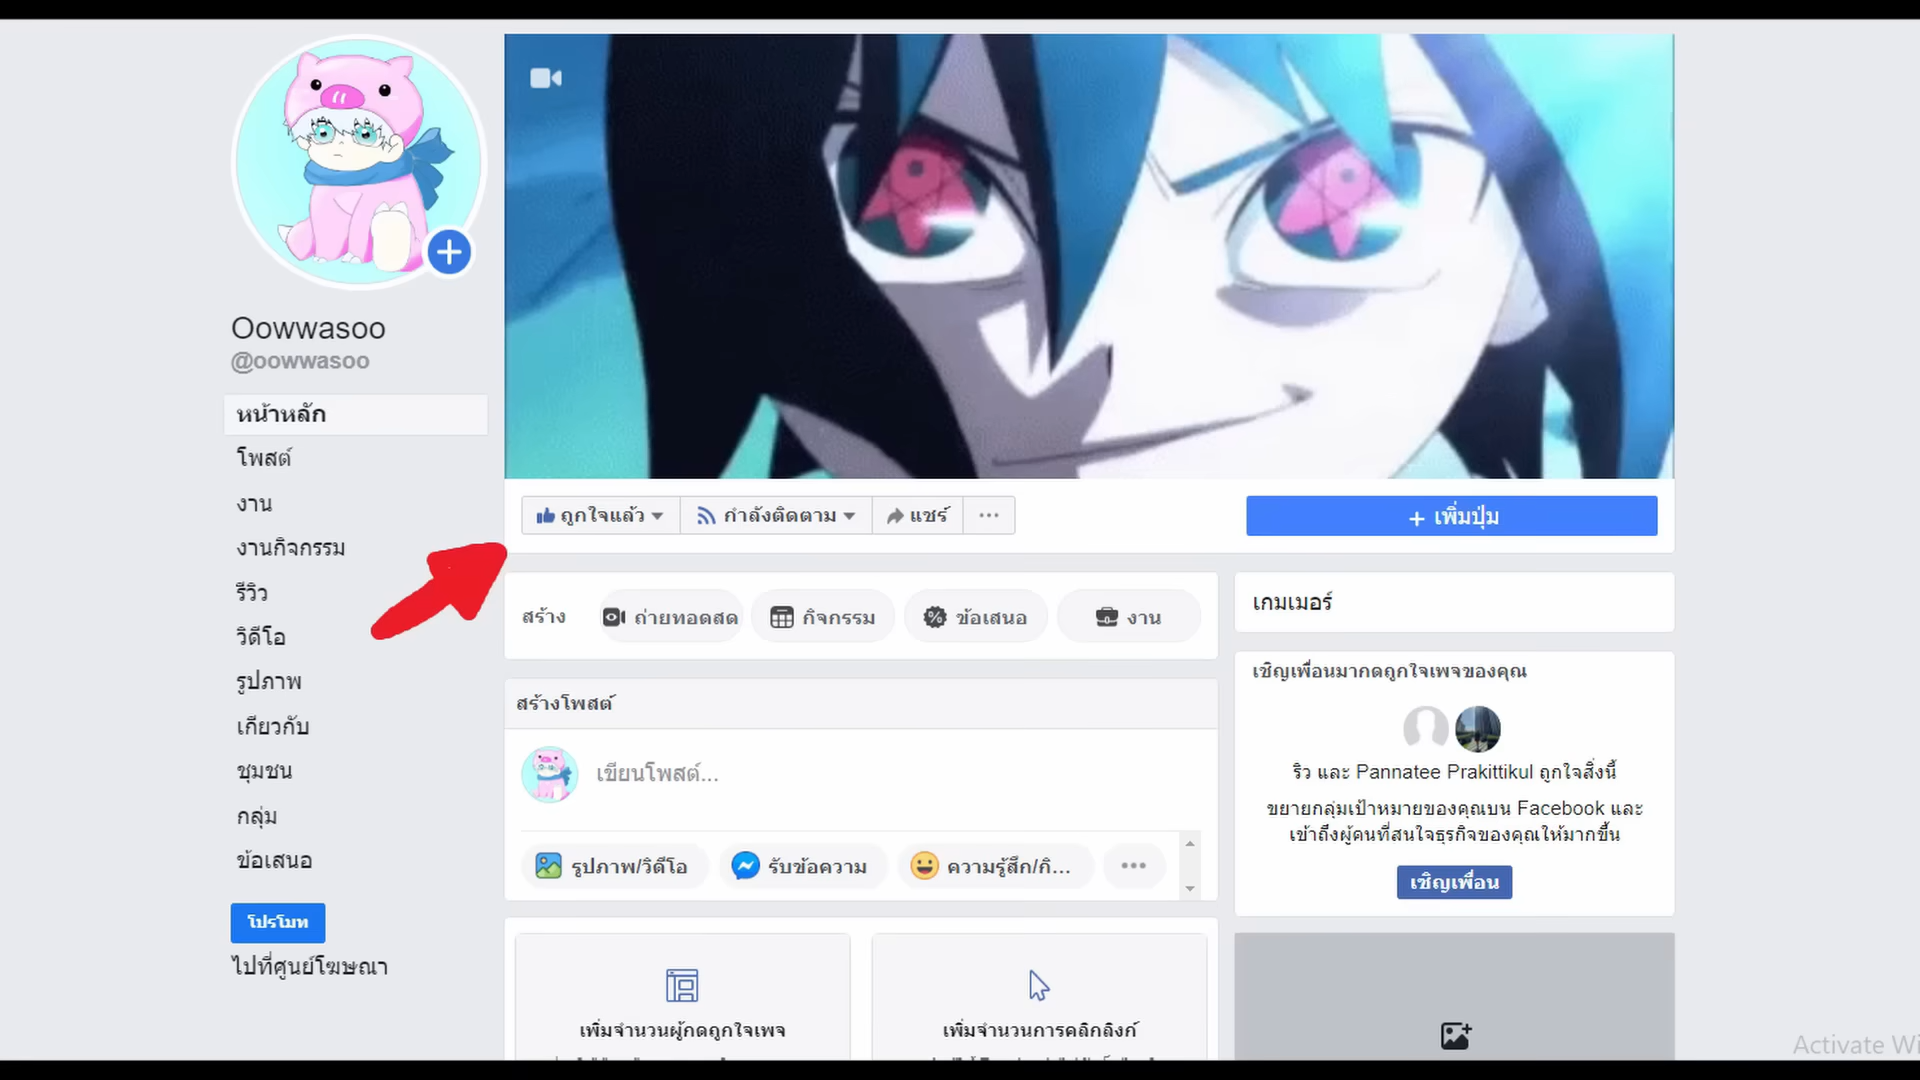 Oowwasoo
@oowwasoo
หน้าหลัก
โพสต์
งาน
งานกิจกรรม
รีวิว
วิดีโอ
รูปภาพ
เกี่ยวกับ
ชุมชน
กลุ่ม
ข้อเสนอ
โปรโมท
ไปที่ศูนย์โฆษณา
ถูกใจแล้ว
กำลังติดตาม
แชร์
+ เพิ่มปุ่ม
สร้าง
ถ่ายทอดสด
กิจกรรม
ข้อเสนอ
งาน
สร้างโพสต์
เขียนโพสต์...
รูปภาพ/วิดีโอ
รับข้อความ
ความรู้สึก/กิ...
เพิ่มจำนวนผู้กดถูกใจเพจ
เพิ่มจำนวนการคลิกลิงก์
เกมเมอร์
เชิญเพื่อนมากดถูกใจเพจของคุณ
ริว และ Pannatee Prakittikul ถูกใจสิ่งนี้
ขยายกลุ่มเป้าหมายของคุณบน Facebook และ
เข้าถึงผู้คนที่สนใจธุรกิจของคุณให้มากขึ้น
เชิญเพื่อน
Activate Wi